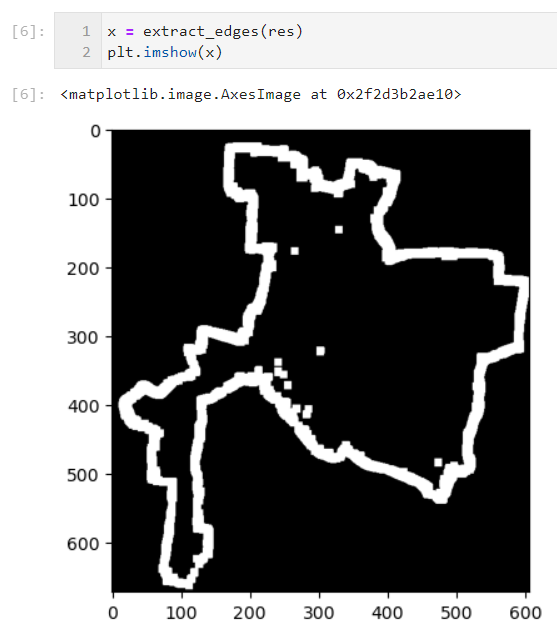 [6]: 1 x = extract_edges(res)
2 plt.imshow(x)
[6]: <matplotlib.image.AxesImage at 0x2f2d3b2ae10>
0
100
200
300
400
500
600
0 100 200 300 400 500 600